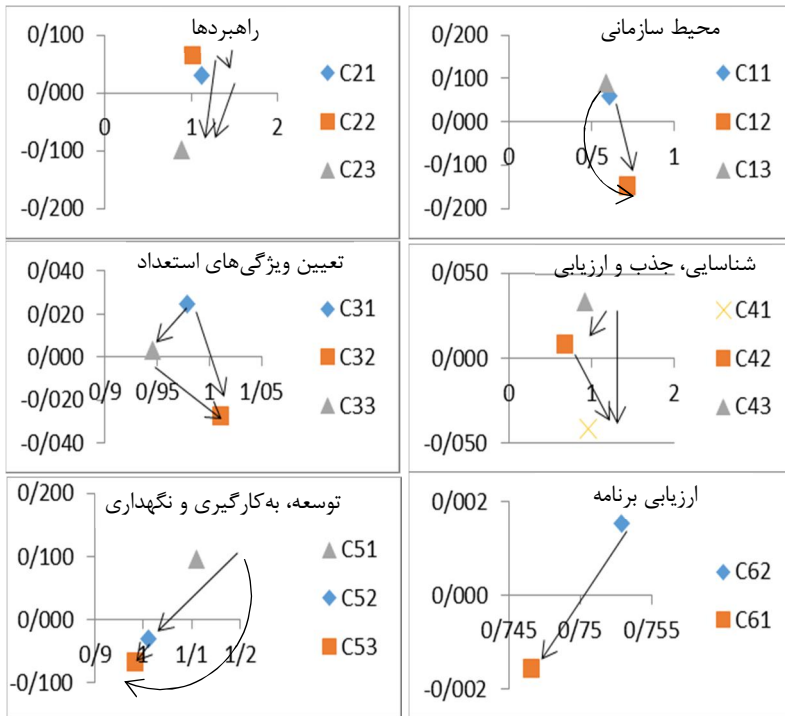 راهبردها
0/100
0/000
-0/100
-0/200
0
1
2
C21
C22
C23
محیط سازمانی
0/200
0/100
0/000
-0/100
-0/200
0
0/5
1
C11
C12
C13
تعیین ویژگی‌های استعداد
0/040
0/020
0/000
-0/020
-0/040
0/9
0/95
1
1/05
C31
C32
C33
شناسایی، جذب و ارزیابی
0/050
0/000
-0/050
0
1
2
C41
C42
C43
توسعه، به‌کارگیری و نگهداری
0/200
0/100
0/000
-0/100
0/9
1
1/1
1/2
C51
C52
C53
ارزیابی برنامه
0/002
0/000
-0/002
0/745
0/75
0/755
C62
C61